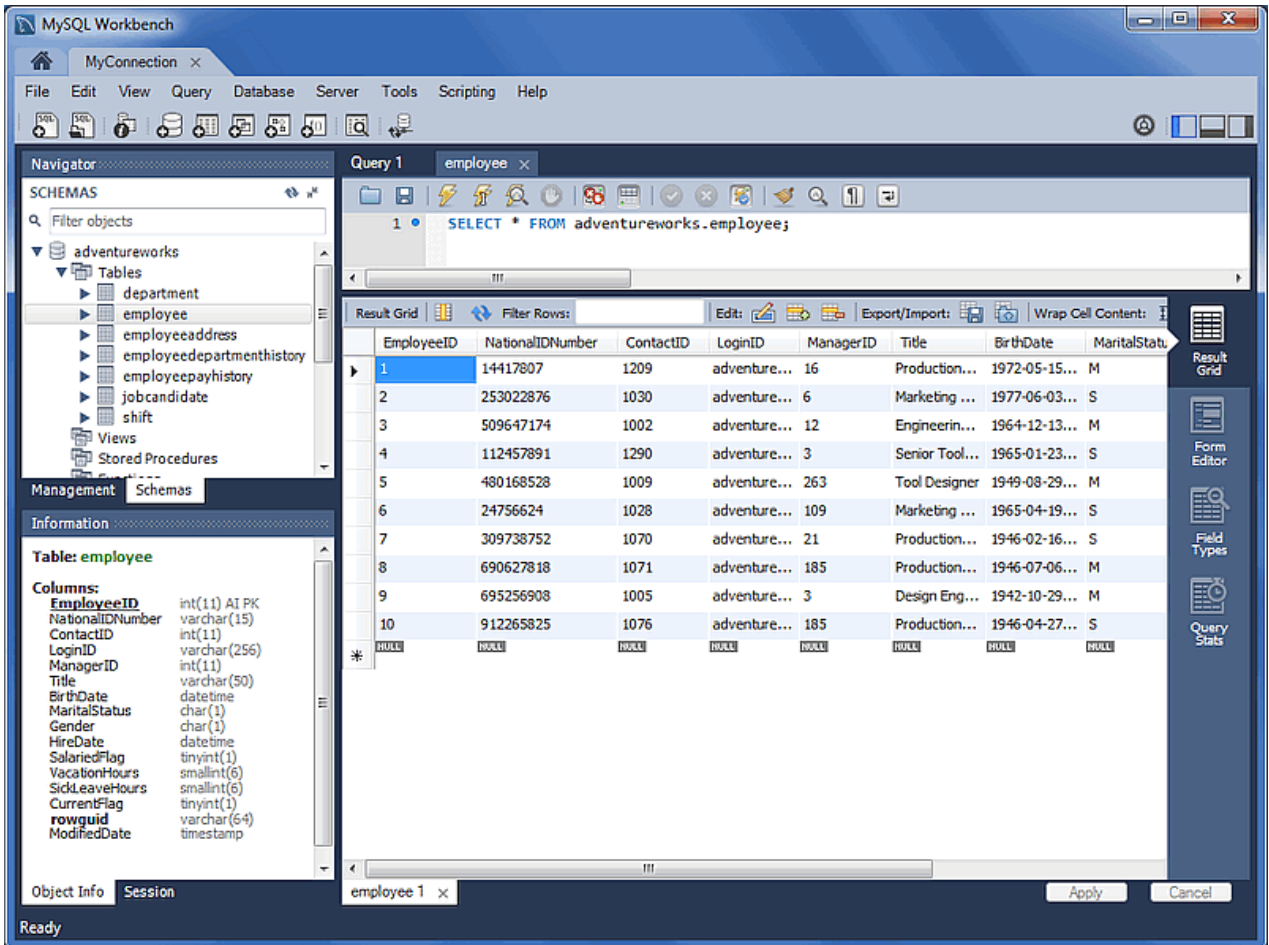 MySQL Workbench
MyConnection
File Edit View Query Database Server Tools Scripting Help
Navigator
SCHEMAS
Filter objects
adventureworks
Tables
department
employee
employeeaddress
employeedepartmenthistory
employeepayhistory
jobcandidate
shift
Views
Stored Procedures
Management Schemas
Information
Table: employee
Columns:
EmployeeID int(11) AI PK
NationalIDNumber varchar(15)
ContactID int(11)
LoginID varchar(256)
ManagerID int(11)
Title varchar(50)
BirthDate datetime
MaritalStatus char(1)
Gender char(1)
HireDate datetime
SalariedFlag tinyint(1)
VacationHours smallint(6)
SickLeaveHours smallint(6)
CurrentFlag tinyint(1)
rowguid varchar(64)
ModifiedDate timestamp
Object Info Session
Query 1 employee
1 SELECT * FROM adventureworks.employee;
Result Grid Filter Rows: Edit: Export/Import: Wrap Cell Content:
EmployeeID NationalIDNumber ContactID LoginID ManagerID Title BirthDate MaritalStatu
1 14417807 1209 adventure... 16 Production... 1972-05-15... M
2 253022876 1030 adventure... 6 Marketing ... 1977-06-03... S
3 509647174 1002 adventure... 12 Engineerin... 1964-12-13... M
4 112457891 1290 adventure... 3 Senior Tool... 1965-01-23... S
5 480168528 1009 adventure... 263 Tool Designer 1949-08-29... M
6 24756624 1028 adventure... 109 Marketing ... 1965-04-19... S
7 309738752 1070 adventure... 21 Production... 1946-02-16... S
8 690627818 1071 adventure... 185 Production... 1946-07-06... M
9 695256908 1005 adventure... 3 Design Eng... 1942-10-29... M
10 912265825 1076 adventure... 185 Production... 1946-04-27... S
NULL NULL NULL NULL NULL NULL NULL NULL
Result
Grid
Form
Editor
Field
Types
Query
Stats
employee 1
Apply Cancel
Ready